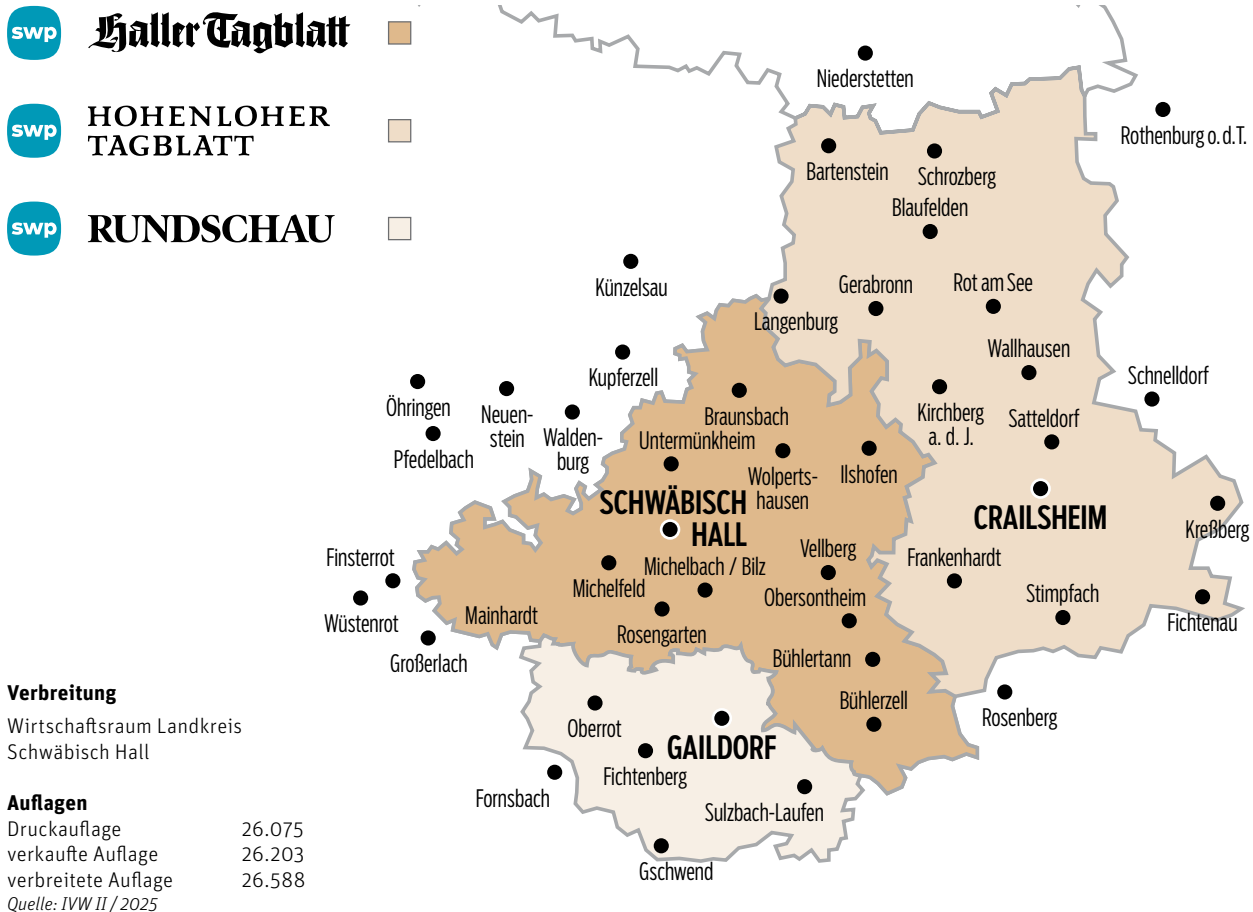 swp Haller Tagblatt
swp HOHENLOHER
TAGBLATT
swp RUNDSCHAU
Niederstetten
Rothenburg o.d.T.
Bartenstein
Schrozberg
Blaufelden
Künzelsau
Gerabronn
Rot am See
Langenburg
Wallhausen
Kupferzell
Schnelldorf
Öhringen
Neuen-
stein
Walden-
burg
Pfedelbach
Braunsbach
Kirchberg
a. d. J.
Satteldorf
Untermünkheim
Wolperts-
hausen
Ilshofen
SCHWÄBISCH
HALL
CRAILSHEIM
Kreßberg
Finsterrot
Michelfeld
Michelbach / Bilz
Vellberg
Frankenhardt
Wüstenrot
Mainhardt
Rosengarten
Obersontheim
Stimpfach
Fichtenau
Großerlach
Bühlertann
Bühlerzell
Rosenberg
Oberrot
GAILDORF
Fichtenberg
Fornsbach
Sulzbach-Laufen
Gschwend
Verbreitung
Wirtschaftsraum Landkreis
Schwäbisch Hall
Auflagen
Druckauflage 26.075
verkaufte Auflage 26.203
verbreitete Auflage 26.588
Quelle: IVW II / 2025